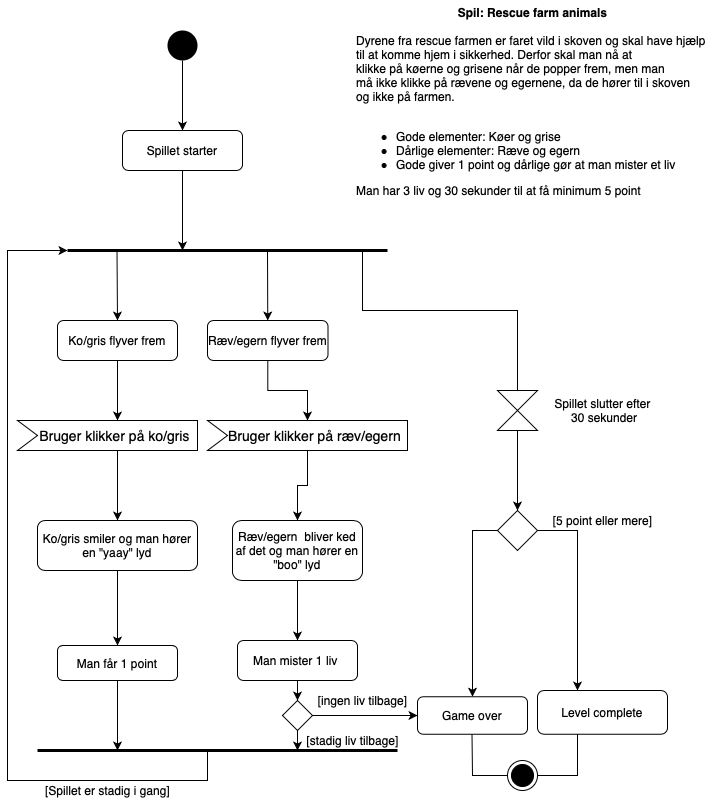 Spil: Rescue farm animals
Dyrene fra rescue farmen er faret vild i skoven og skal have hjælp
til at komme hjem i sikkerhed. Derfor skal man nå at
klikke på køerne og grisene når de popper frem, men man
må ikke klikke på rævene og egernene, da de hører til i skoven
og ikke på farmen.
Gode elementer: Køer og grise
Dårlige elementer: Ræve og egern
Gode giver 1 point og dårlige gør at man mister et liv
Man har 3 liv og 30 sekunder til at få minimum 5 point
Spillet starter
Ko/gris flyver frem
Ræv/egern flyver frem
Spillet slutter efter
30 sekunder
Bruger klikker på ko/gris
Bruger klikker på ræv/egern
[5 point eller mere]
Ko/gris smiler og man hører
en "yaay" lyd
Ræv/egern  bliver ked
af det og man hører en
"boo" lyd
Man får 1 point
Man mister 1 liv
[ingen liv tilbage]
Game over
Level complete
[stadig liv tilbage]
[Spillet er stadig i gang]